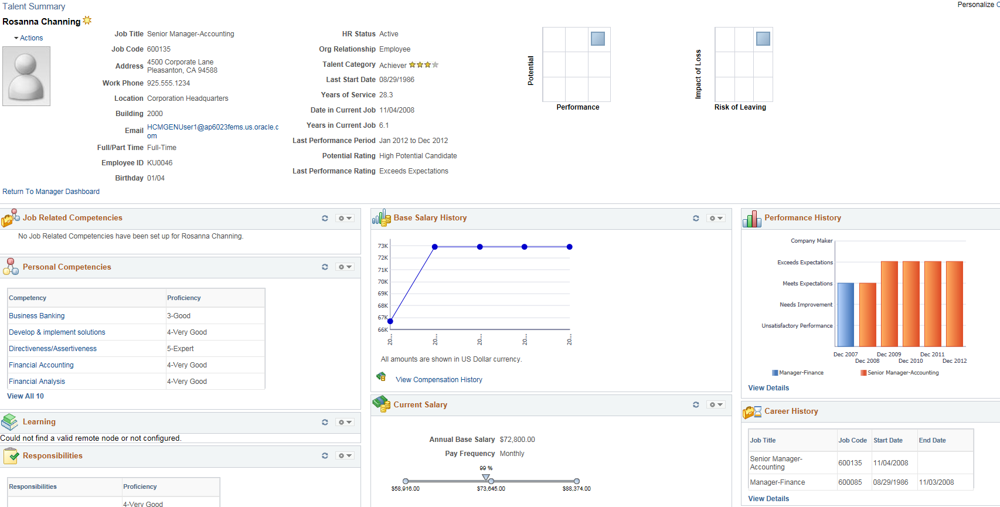 Talent Summary
Personalize
Rosanna Channing
Actions
Job Title Senior Manager-Accounting
Job Code 600135
Address 4500 Corporate Lane
Pleasanton, CA 94588
Work Phone 925.555.1234
Location Corporation Headquarters
Building 2000
Email HCMGENUser1@ap6023fems.us.oracle.c
om
Full/Part Time Full-Time
Employee ID KU0046
Birthday 01/04
HR Status Active
Org Relationship Employee
Talent Category Achiever
Last Start Date 08/29/1986
Years of Service 28.3
Date in Current Job 11/04/2008
Years in Current Job 6.1
Last Performance Period Jan 2012 to Dec 2012
Potential Rating High Potential Candidate
Last Performance Rating Exceeds Expectations
Potential
Performance
Impact of Loss
Risk of Leaving
Return To Manager Dashboard
Job Related Competencies
No Job Related Competencies have been set up for Rosanna Channing.
Personal Competencies
Competency Proficiency
Business Banking 3-Good
Develop & implement solutions 4-Very Good
Directiveness/Assertiveness 5-Expert
Financial Accounting 4-Very Good
Financial Analysis 4-Very Good
View All 10
Learning
Could not find a valid remote node or not configured.
Responsibilities
Responsibilities Proficiency
4-Very Good
Base Salary History
73K
72K
71K
70K
69K
68K
67K
66K
20... 20... 20... 20... 20...
All amounts are shown in US Dollar currency.
View Compensation History
Current Salary
Annual Base Salary $72,800.00
Pay Frequency Monthly
99 %
$58,916.00 $73,645.00 $88,374.00
Performance History
Company Maker
Exceeds Expectations
Meets Expectations
Needs Improvement
Unsatisfactory Performance
Dec 2007 Dec 2009 Dec 2011
Dec 2008 Dec 2010 Dec 2012
Manager-Finance Senior Manager-Accounting
View Details
Career History
Job Title Job Code Start Date End Date
Senior Manager-
Accounting 600135 11/04/2008
Manager-Finance 600085 08/29/1986 11/03/2008
View Details